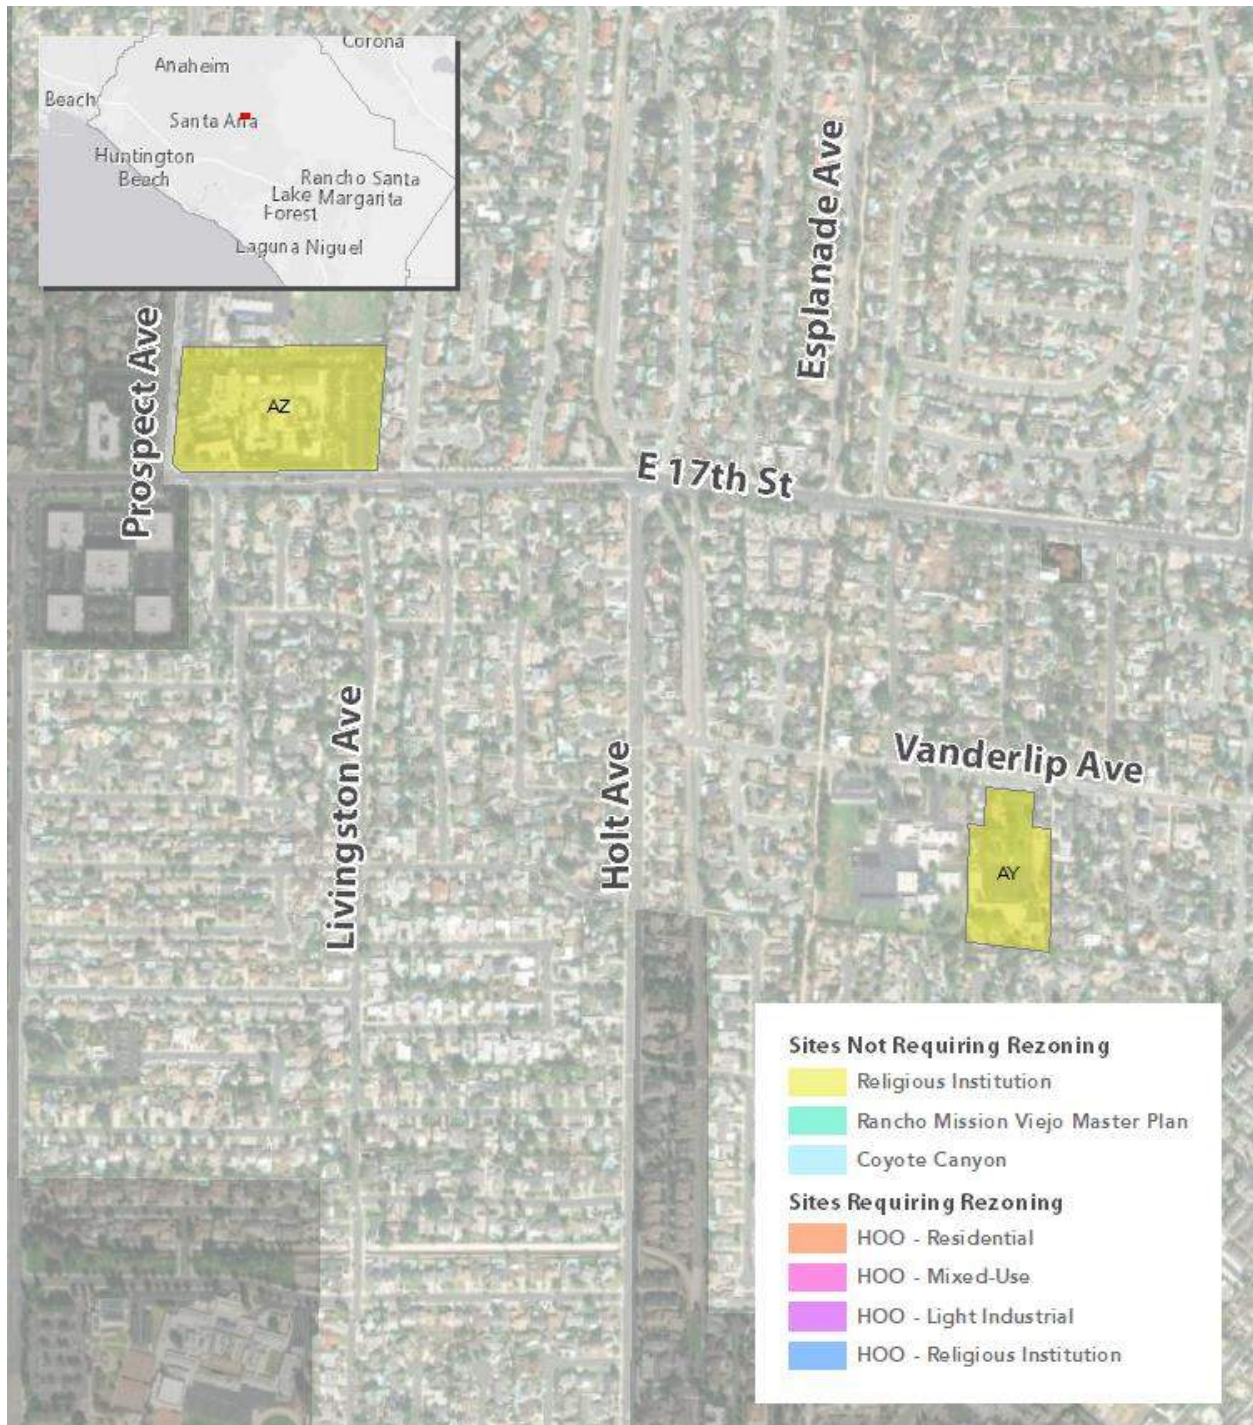 Corona
Anaheim
Beach
Santa Ana
Huntington
Beach
Rancho Santa
Lake Margarita
Forest
Laguna Niguel
Esplanade Ave
Prospect Ave
AZ
E 17th St
Livingston Ave
Holt Ave
Vanderlip Ave
AY
Sites Not Requiring Rezoning
Religious Institution
Rancho Mission Viejo Master Plan
Coyote Canyon
Sites Requiring Rezoning
HOO - Residential
HOO - Mixed-Use
HOO - Light Industrial
HOO - Religious Institution